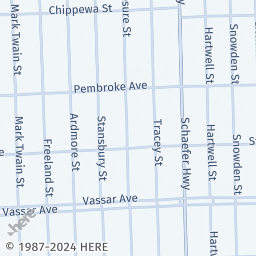 Chippewa St
Mark Twain St
Hartwell St
Snowden St
Pembroke Ave
Mark Twain St
Freeland St
Ardmore St
Stansbury St
Tracey St
Schaefer Hwy
Hartwell St
Snowden St
Vassar Ave
Vassar Ave
here
© 1987-2024 HERE